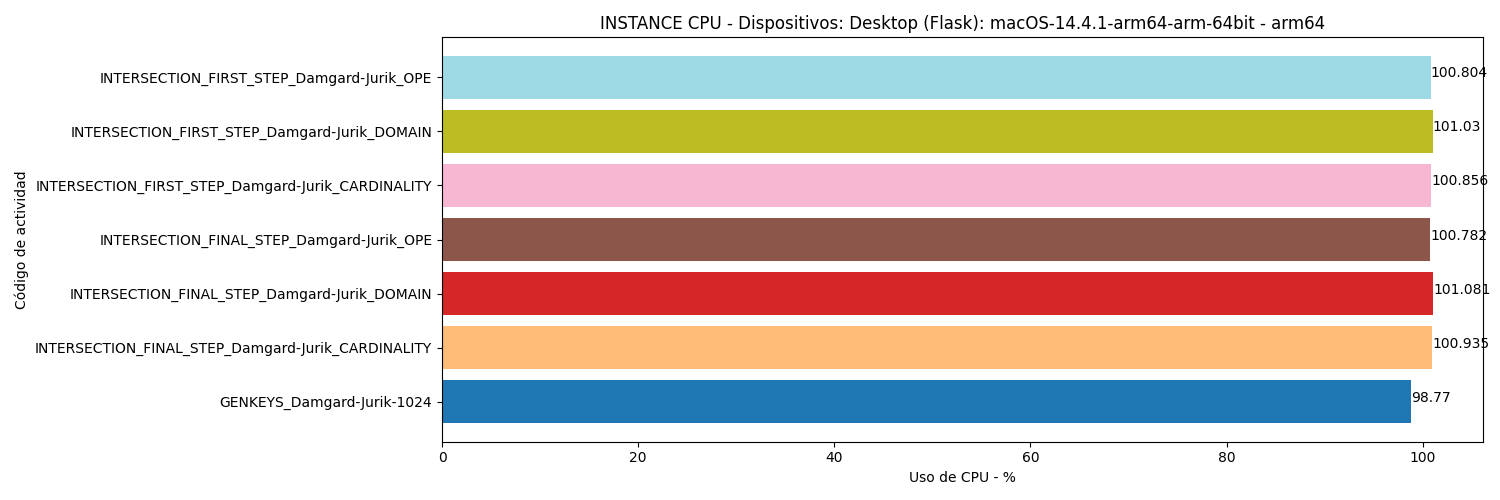 INSTANCE CPU - Dispositivos: Desktop (Flask): macOS-14.4.1-arm64-arm-64bit - arm64
Código de actividad
INTERSECTION_FIRST_STEP_Damgard-Jurik_OPE 100.804
INTERSECTION_FIRST_STEP_Damgard-Jurik_DOMAIN 101.03
INTERSECTION_FIRST_STEP_Damgard-Jurik_CARDINALITY 100.856
INTERSECTION_FINAL_STEP_Damgard-Jurik_OPE 100.782
INTERSECTION_FINAL_STEP_Damgard-Jurik_DOMAIN 101.081
INTERSECTION_FINAL_STEP_Damgard-Jurik_CARDINALITY 100.935
GENKEYS_Damgard-Jurik-1024 98.77
0 20 40 60 80 100
Uso de CPU - %